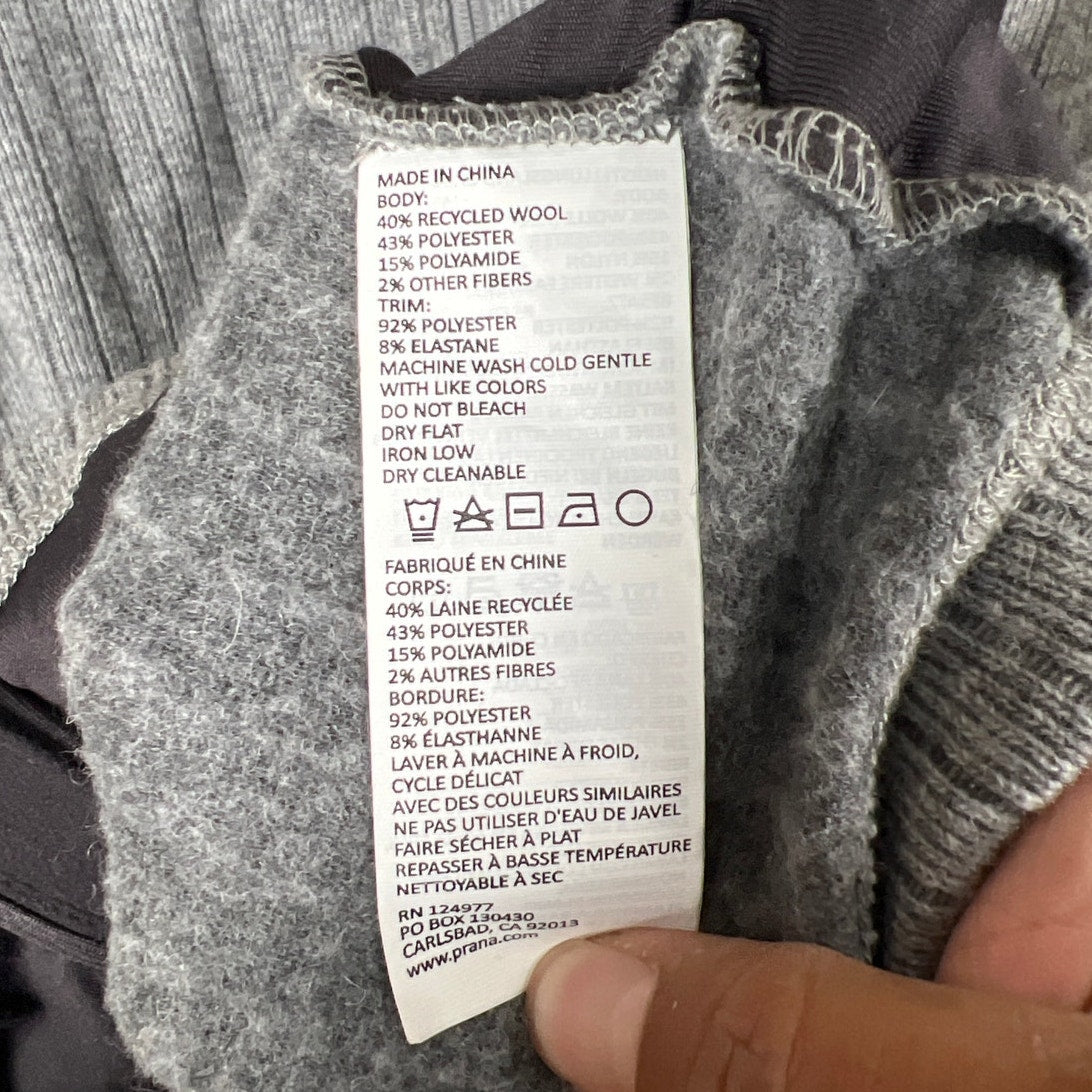 MADE IN CHINA
BODY:
40% RECYCLED WOOL
43% POLYESTER
15% POLYAMIDE
2% OTHER FIBERS
TRIM:
92% POLYESTER
8% ELASTANE
MACHINE WASH COLD GENTLE
WITH LIKE COLORS
DO NOT BLEACH
DRY FLAT
IRON LOW
DRY CLEANABLE
FABRIQUÉ EN CHINE
CORPS:
40% LAINE RECYCLÉE
43% POLYESTER
15% POLYAMIDE
2% AUTRES FIBRES
BORDURE:
92% POLYESTER
8% ÉLASTHANNE
LAVER À MACHINE À FROID,
CYCLE DÉLICAT
AVEC DES COULEURS SIMILAIRES
NE PAS UTILISER D'EAU DE JAVEL
FAIRE SÉCHER À PLAT
REPASSER À BASSE TEMPÉRATURE
NETTOYABLE À SEC
RN 124977
PO BOX 130430
CARLSBAD, CA 92013
www.prana.com